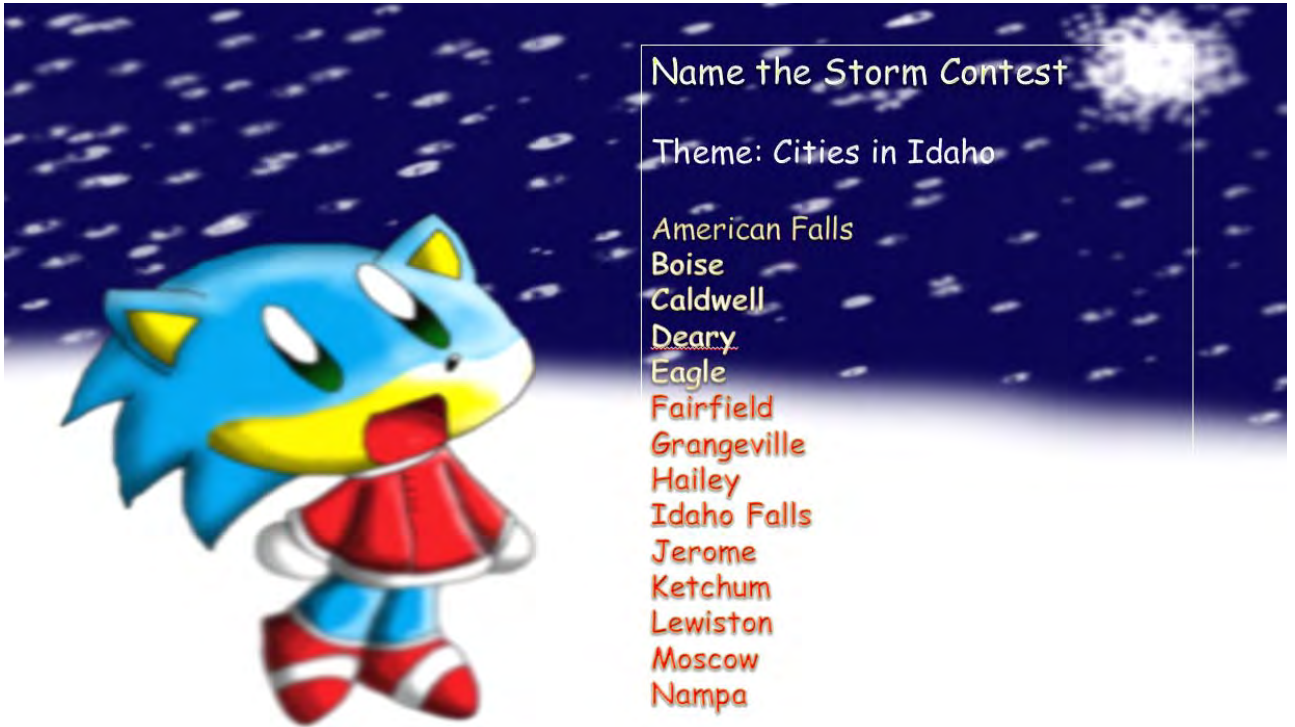 Name the Storm Contest
Theme: Cities in Idaho
American Falls
Boise
Caldwell
Deary
Eagle
Fairfield
Grangeville
Hailey
Idaho Falls
Jerome
Ketchum
Lewiston
Moscow
Nampa